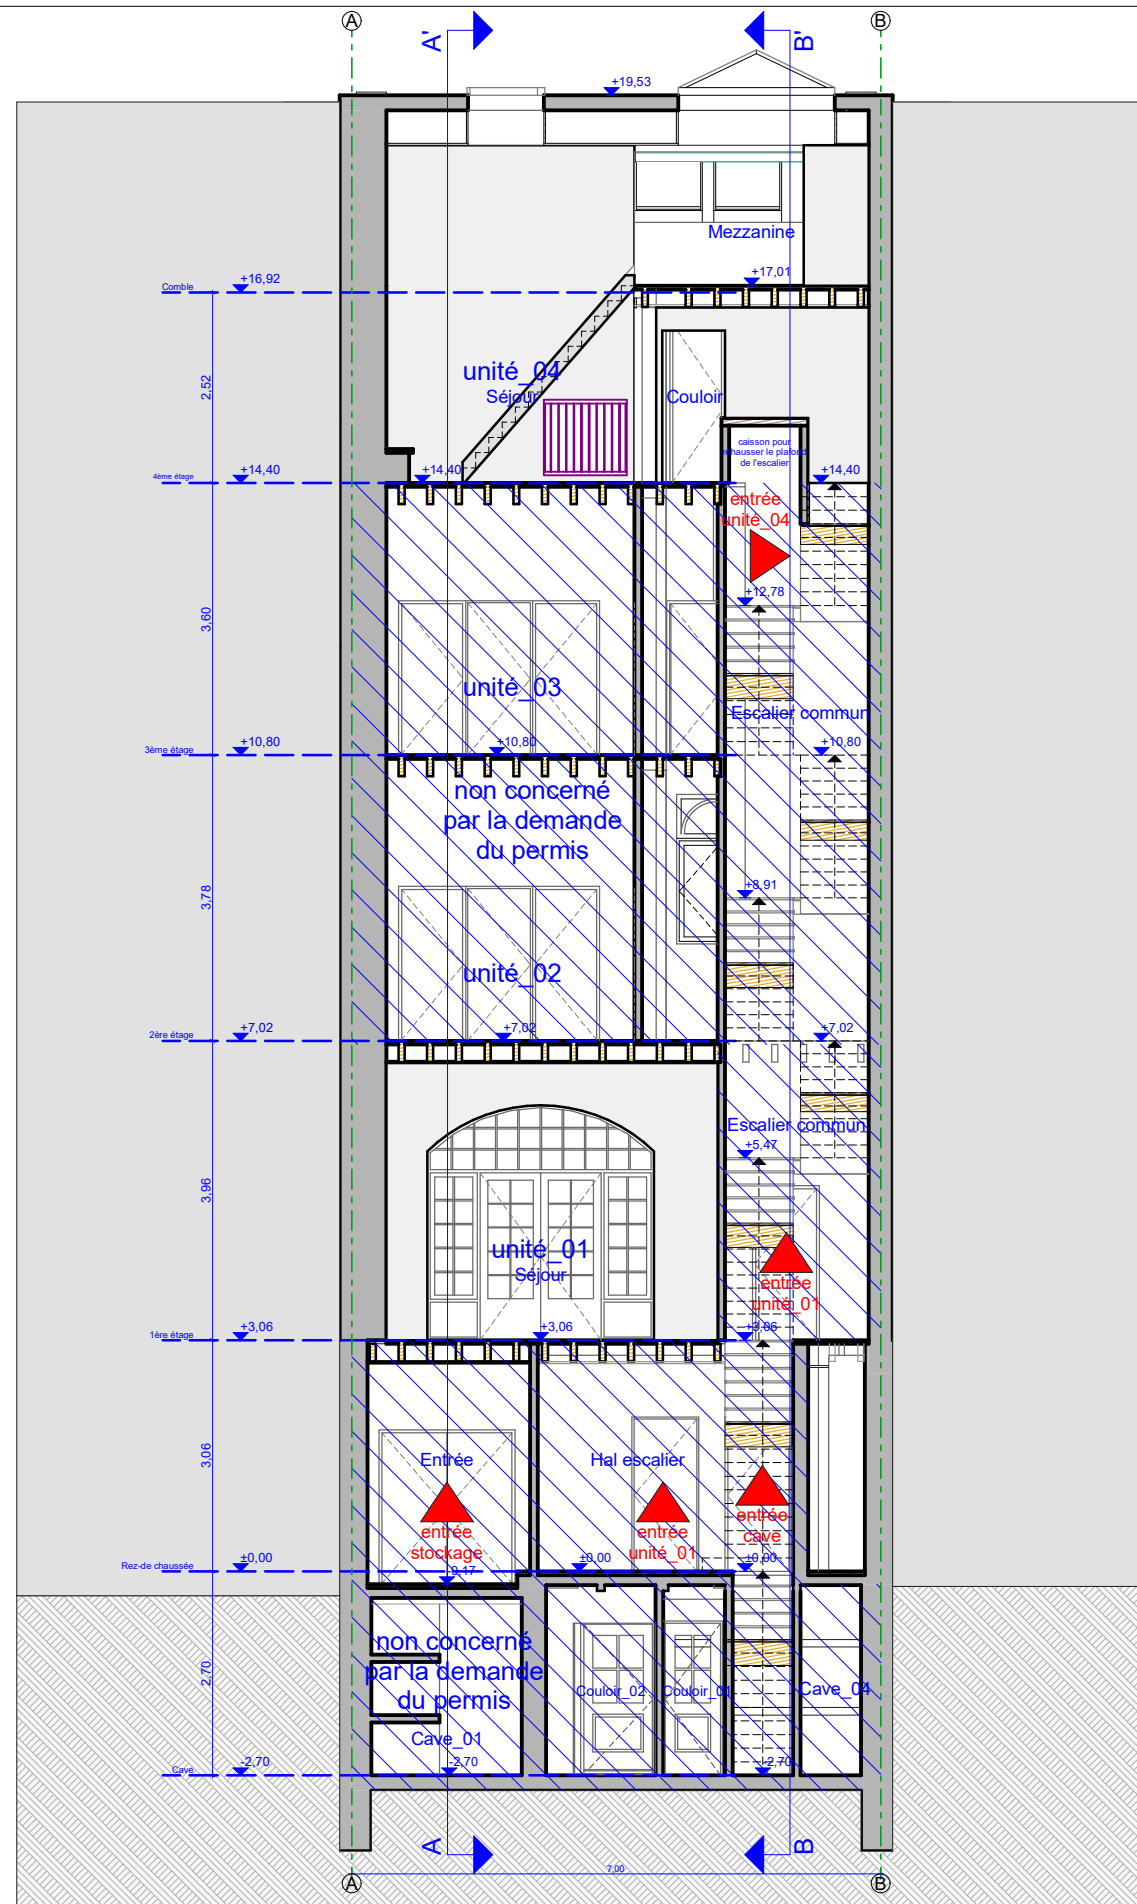 A
B
A'
B'
+19,53
Mezzanine
Comble
+16,92
+17,01
2,52
unité_04
Séjour
Couloir
caisson pour
rehausser le plafond
de l'escalier
4ème étage
+14,40
+14,40
+14,40
entrée
unité_04
+12,78
3,60
unité_03
Escalier commun
3ème étage
+10,80
+10,80
+10,80
non concerné
par la demande
du permis
3,78
+8,91
unité_02
2ère étage
+7,02
+7,02
+7,02
Escalier commun
+5,47
3,96
unité_01
Séjour
entrée
unité_01
1ère étage
+3,06
+3,06
+3,06
3,06
Entrée
Hal escalier
entrée
stockage
entrée
unité_01
entrée
cave
Rez-de chaussée
±0,00
±0,00
±0,00
-0,17
non concerné
par la demande
du permis
2,70
Couloir_02
Couloir_01
Cave_04
Cave_01
Cave
-2,70
-2,70
-2,70
A
B
7,00
A
B